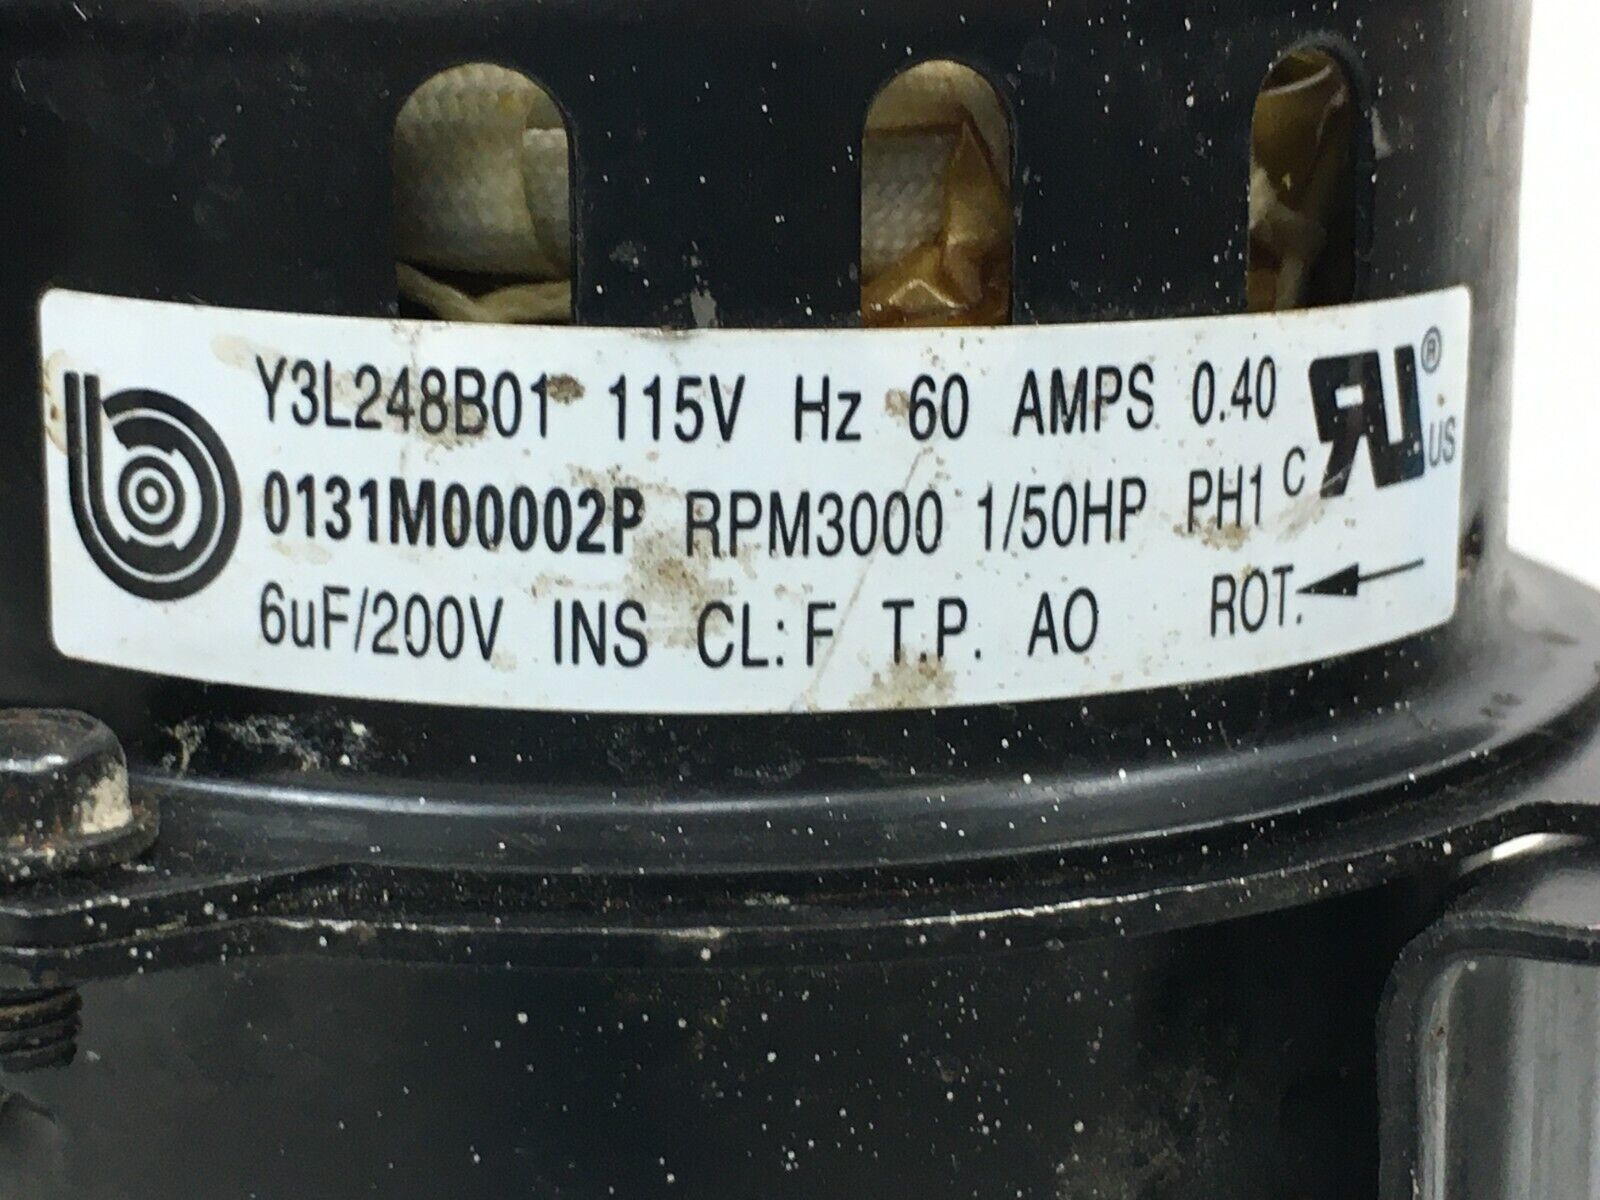 Y3L248B01 115V Hz 60 AMPS 0.40
0131M00002P RPM3000 1/50HP PH1 C RU® US
6uF/200V INS CL: F T.P. AO ROT.